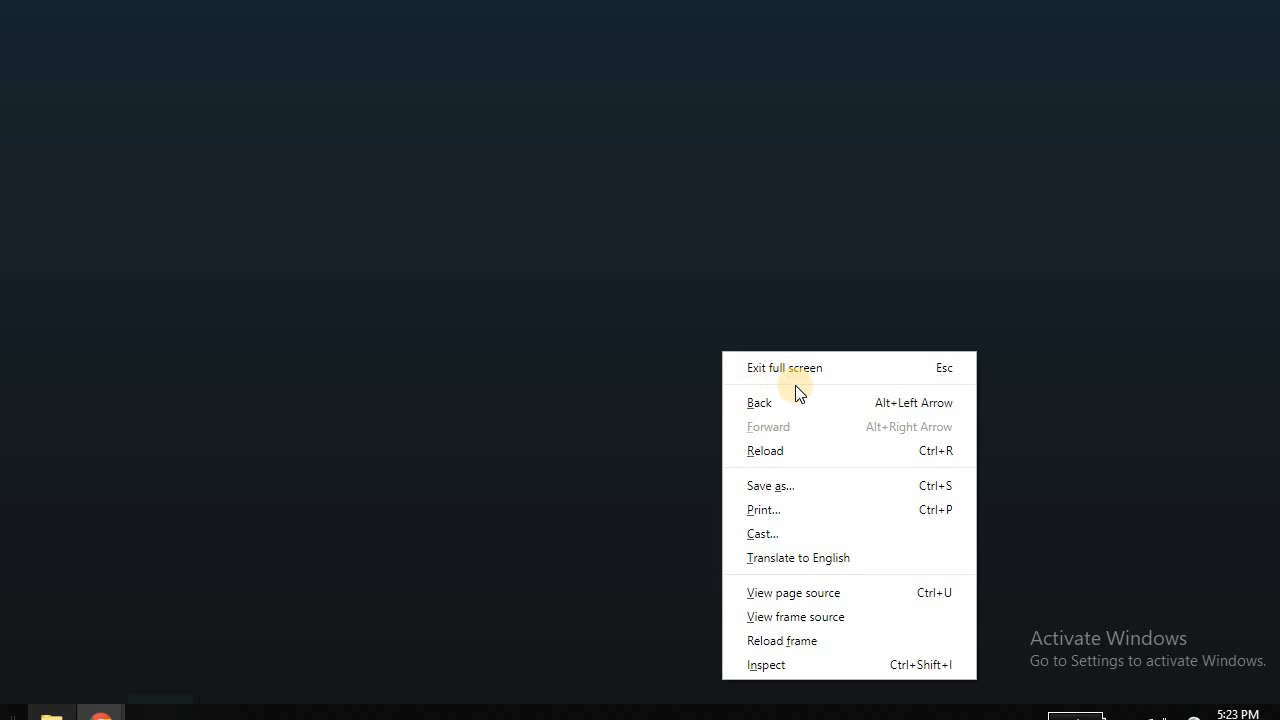 Exit full screen Esc
Back Alt+Left Arrow
Forward Alt+Right Arrow
Reload Ctrl+R
Save as... Ctrl+S
Print... Ctrl+P
Cast...
Translate to English
View page source Ctrl+U
View frame source
Reload frame
Inspect Ctrl+Shift+I
Activate Windows
Go to Settings to activate Windows.
5:23 PM